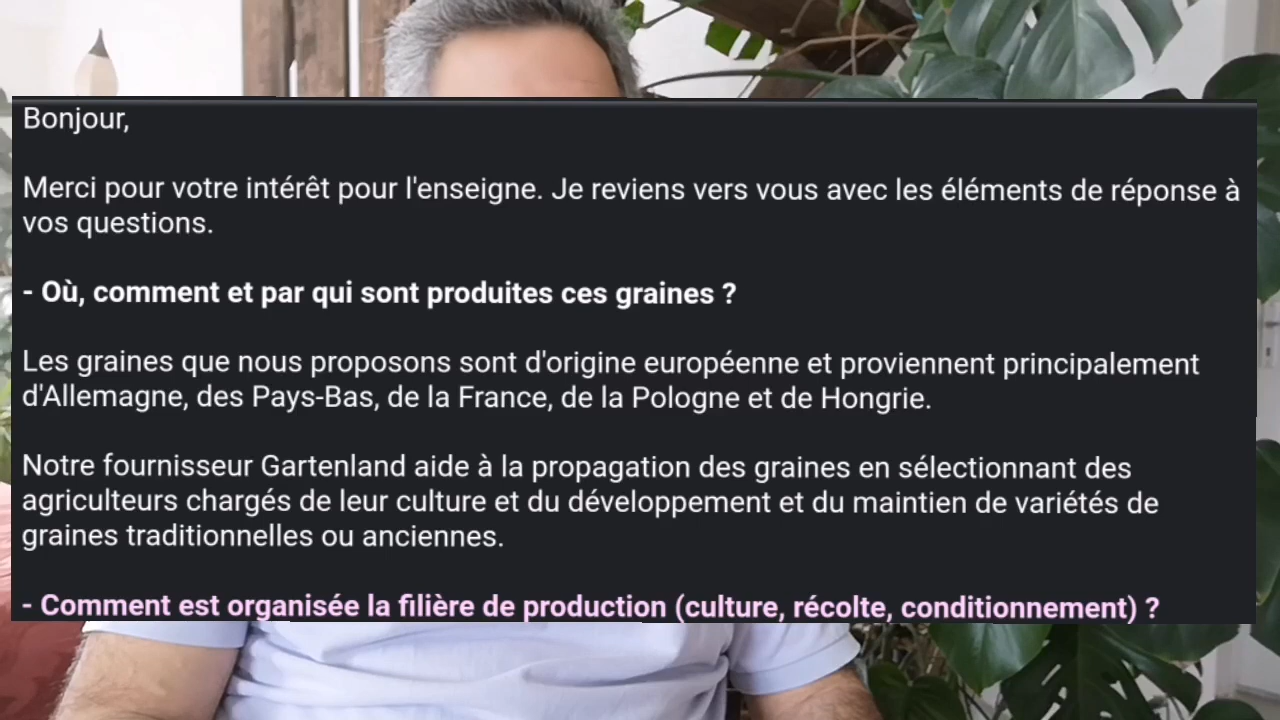 Bonjour,
Merci pour votre intérêt pour l'enseigne. Je reviens vers vous avec les éléments de réponse à
vos questions.
- Où, comment et par qui sont produites ces graines ?
Les graines que nous proposons sont d'origine européenne et proviennent principalement
d'Allemagne, des Pays-Bas, de la France, de la Pologne et de Hongrie.
Notre fournisseur Gartenland aide à la propagation des graines en sélectionnant des
agriculteurs chargés de leur culture et du développement et du maintien de variétés de
graines traditionnelles ou anciennes.
- Comment est organisée la filière de production (culture, récolte, conditionnement) ?